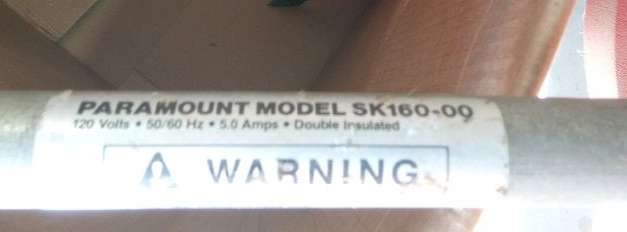 PARAMOUNT MODEL SK160-00
120 Volts • 50/60 Hz • 5.0 Amps • Double Insulated
WARNING